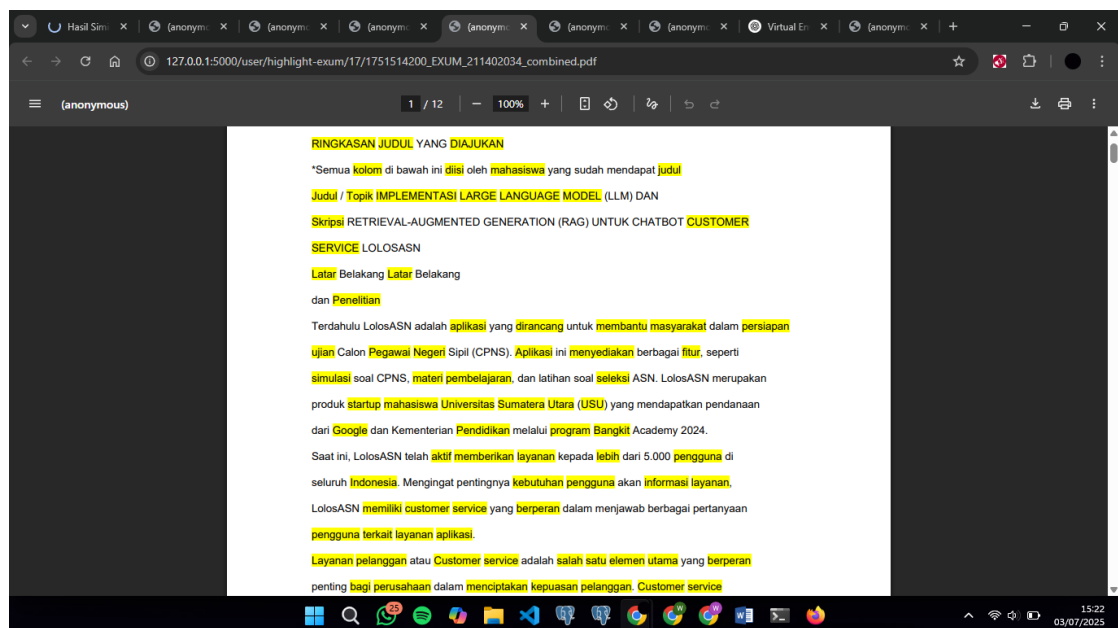 Hasil Sim
(anonym
(anonym
(anonym
(anonym
(anonym
(anonym
Virtual En
(anonym
127.0.0.1:5000/user/highlight-exum/17/1751514200_EXUM_211402034_combined.pdf
(anonymous)
1 / 12
100%
RINGKASAN JUDUL YANG DIAJUKAN
*Semua kolom di bawah ini diisi oleh mahasiswa yang sudah mendapat judul
Judul / Topik IMPLEMENTASI LARGE LANGUAGE MODEL (LLM) DAN
Skripsi RETRIEVAL-AUGMENTED GENERATION (RAG) UNTUK CHATBOT CUSTOMER
SERVICE LOLOSASN
Latar Belakang Latar Belakang
dan Penelitian
Terdahulu LolosASN adalah aplikasi yang dirancang untuk membantu masyarakat dalam persiapan
ujian Calon Pegawai Negeri Sipil (CPNS). Aplikasi ini menyediakan berbagai fitur, seperti
simulasi soal CPNS, materi pembelajaran, dan latihan soal seleksi ASN. LolosASN merupakan
produk startup mahasiswa Universitas Sumatera Utara (USU) yang mendapatkan pendanaan
dari Google dan Kementerian Pendidikan melalui program Bangkit Academy 2024.
Saat ini, LolosASN telah aktif memberikan layanan kepada lebih dari 5.000 pengguna di
seluruh Indonesia. Mengingat pentingnya kebutuhan pengguna akan informasi layanan,
LolosASN memiliki customer service yang berperan dalam menjawab berbagai pertanyaan
pengguna terkait layanan aplikasi.
Layanan pelanggan atau Customer service adalah salah satu elemen utama yang berperan
penting bagi perusahaan dalam menciptakan kepuasan pelanggan. Customer service
25
15:22
03/07/2025